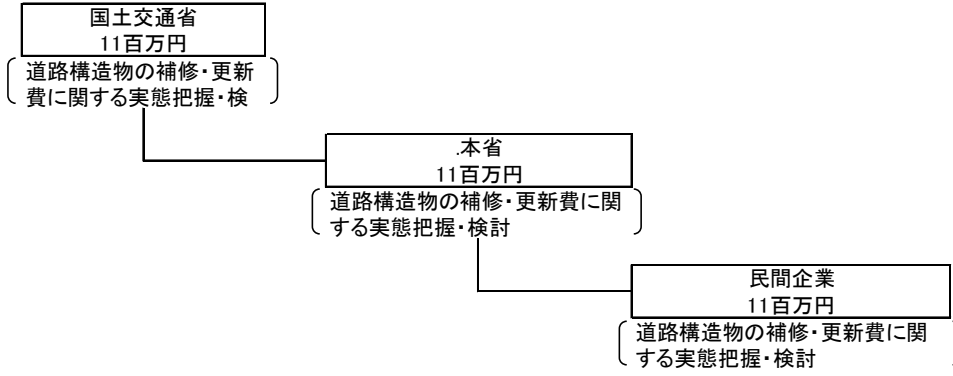 国土交通省
11百万円
道路構造物の補修・更新
費に関する実態把握・検
.本省
11百万円
道路構造物の補修・更新費に関
する実態把握・検討
民間企業
11百万円
道路構造物の補修・更新費に関
する実態把握・検討